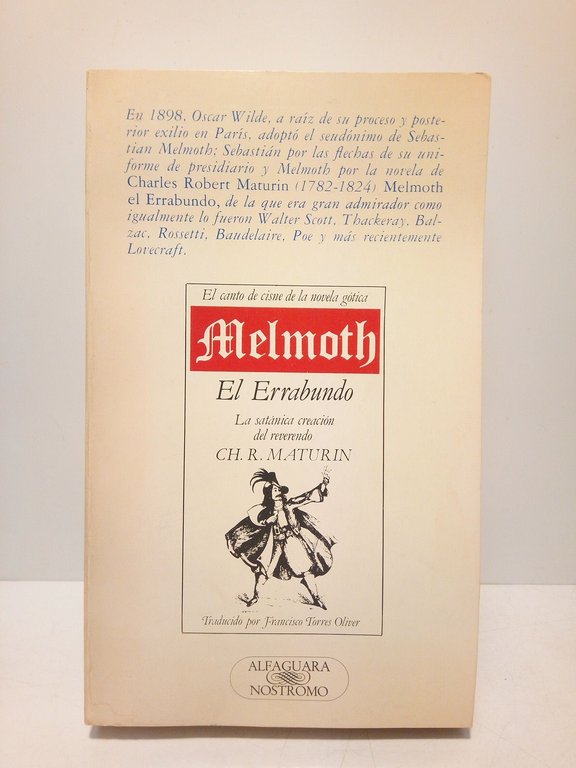 En 1898, Oscar Wilde, a raíz de su proceso y poste-
rior exilio en París, adoptó el seudónimo de Sebas-
tian Melmoth: Sebastián por las flechas de su uni-
forme de presidiario y Melmoth por la novela de
Charles Robert Maturin (1782-1824) Melmoth
el Errabundo, de la que era gran admirador como
igualmente lo fueron Walter Scott, Thackeray, Bal-
zac, Rossetti, Baudelaire, Poe y más recientemente
Lovecraft.
El canto de cisne de la novela gótica
Melmoth
El Errabundo
La satánica creación
del reverendo
CH. R. MATURIN
Traducido por Francisco Torres Oliver
ALFAGUARA
NOSTROMO